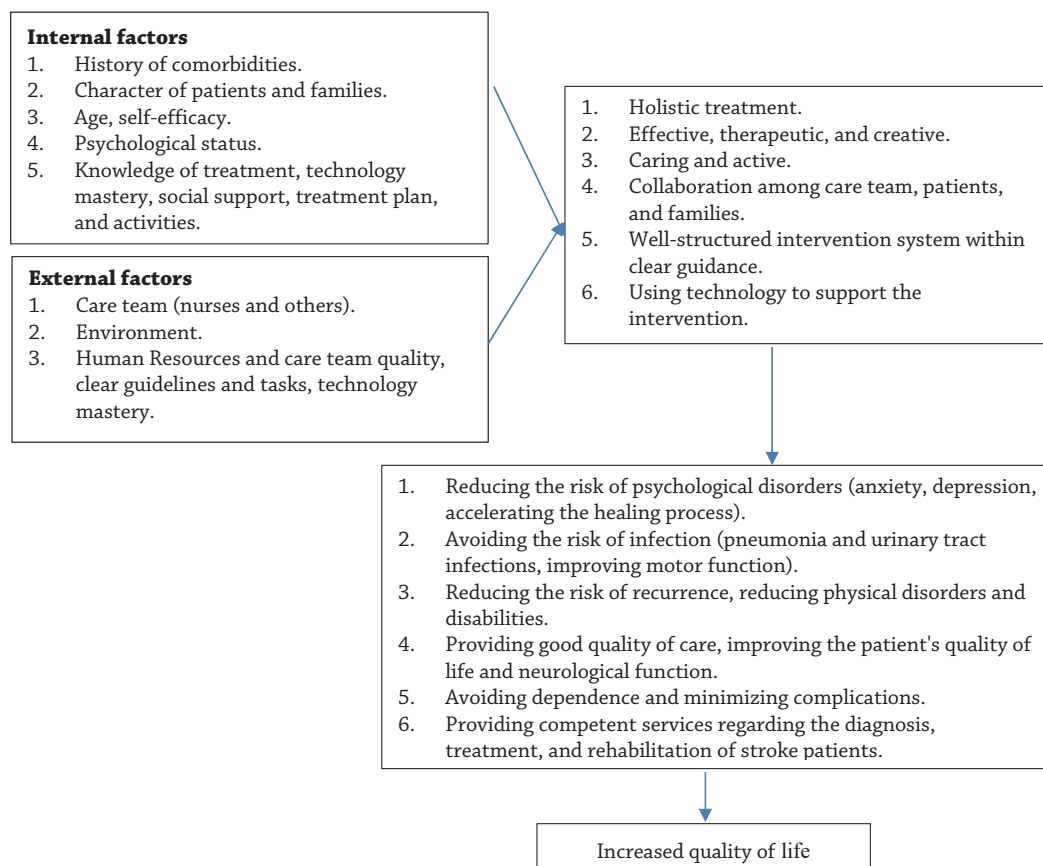 Internal factors
1. History of comorbidities.
2. Character of patients and families.
3. Age, self-efficacy.
4. Psychological status.
5. Knowledge of treatment, technology
mastery, social support, treatment plan,
and activities.
External factors
1. Care team (nurses and others).
2. Environment.
3. Human Resources and care team quality,
clear guidelines and tasks, technology
mastery.
1. Holistic treatment.
2. Effective, therapeutic, and creative.
3. Caring and active.
4. Collaboration among care team, patients,
and families.
5. Well-structured intervention system within
clear guidance.
6. Using technology to support the
intervention.
1. Reducing the risk of psychological disorders (anxiety, depression,
accelerating the healing process).
2. Avoiding the risk of infection (pneumonia and urinary tract
infections, improving motor function).
3. Reducing the risk of recurrence, reducing physical disorders and
disabilities.
4. Providing good quality of care, improving the patient's quality of
life and neurological function.
5. Avoiding dependence and minimizing complications.
6. Providing competent services regarding the diagnosis,
treatment, and rehabilitation of stroke patients.
Increased quality of life